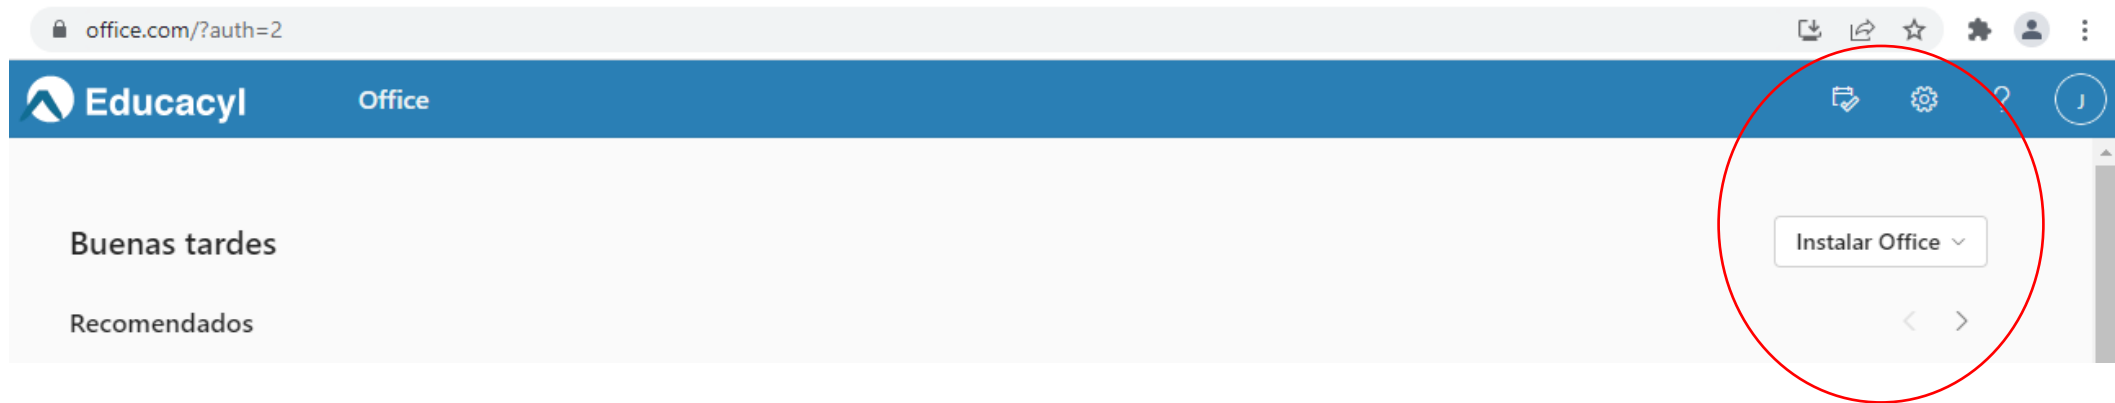 office.com/?auth=2
Educacyl Office ? J
Buenas tardes
Instalar Office
Recomendados